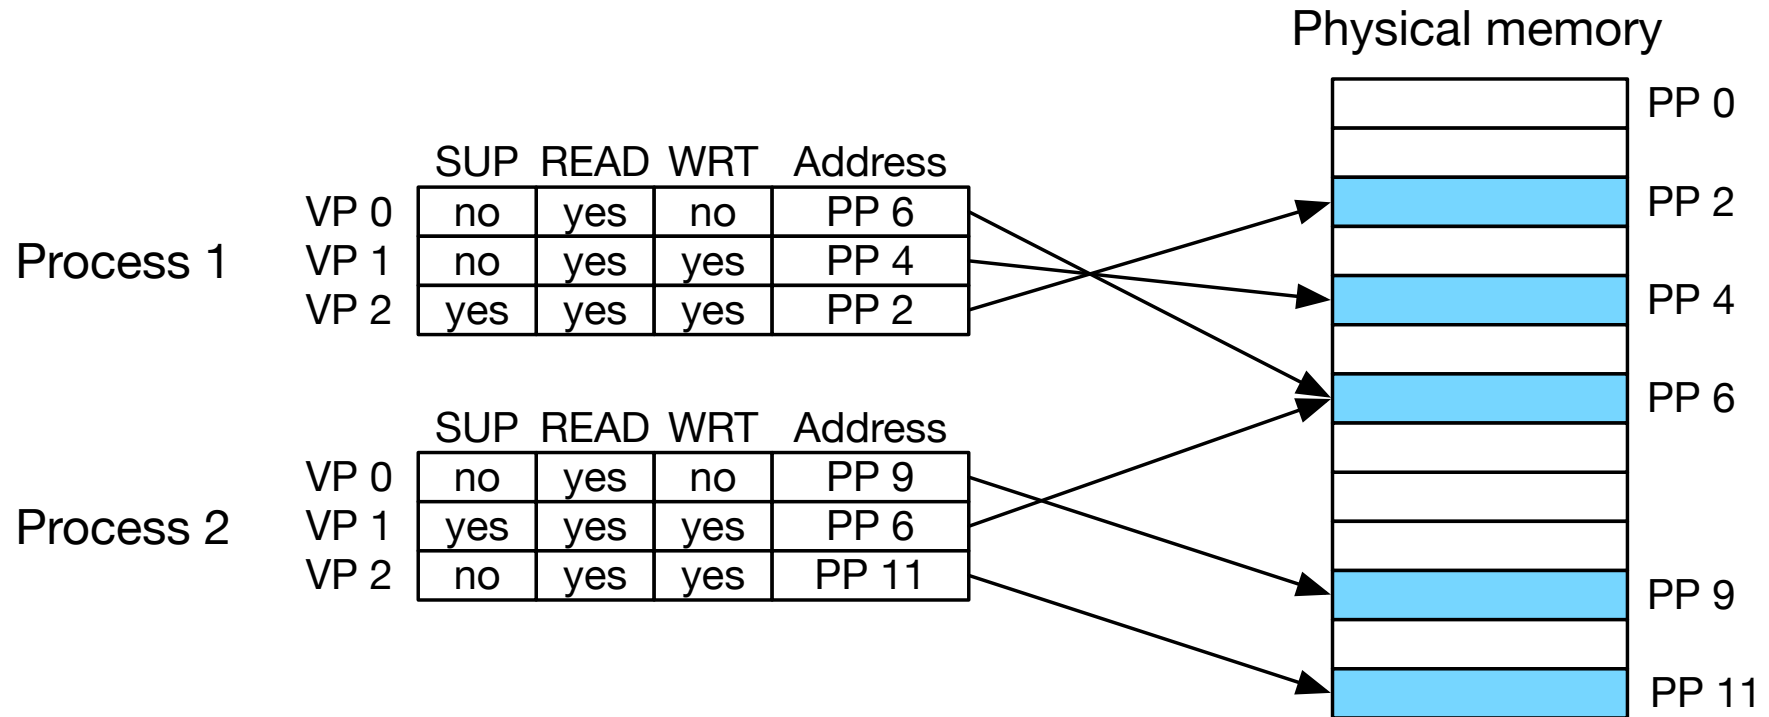 Physical memory
PP 0
SUP READ WRT Address
VP 0 no yes no PP 6
PP 2
Process 1 VP 1 no yes yes PP 4
VP 2 yes yes yes PP 2
PP 4
PP 6
SUP READ WRT Address
VP 0 no yes no PP 9
Process 2 VP 1 yes yes yes PP 6
VP 2 no yes yes PP 11
PP 9
PP 11